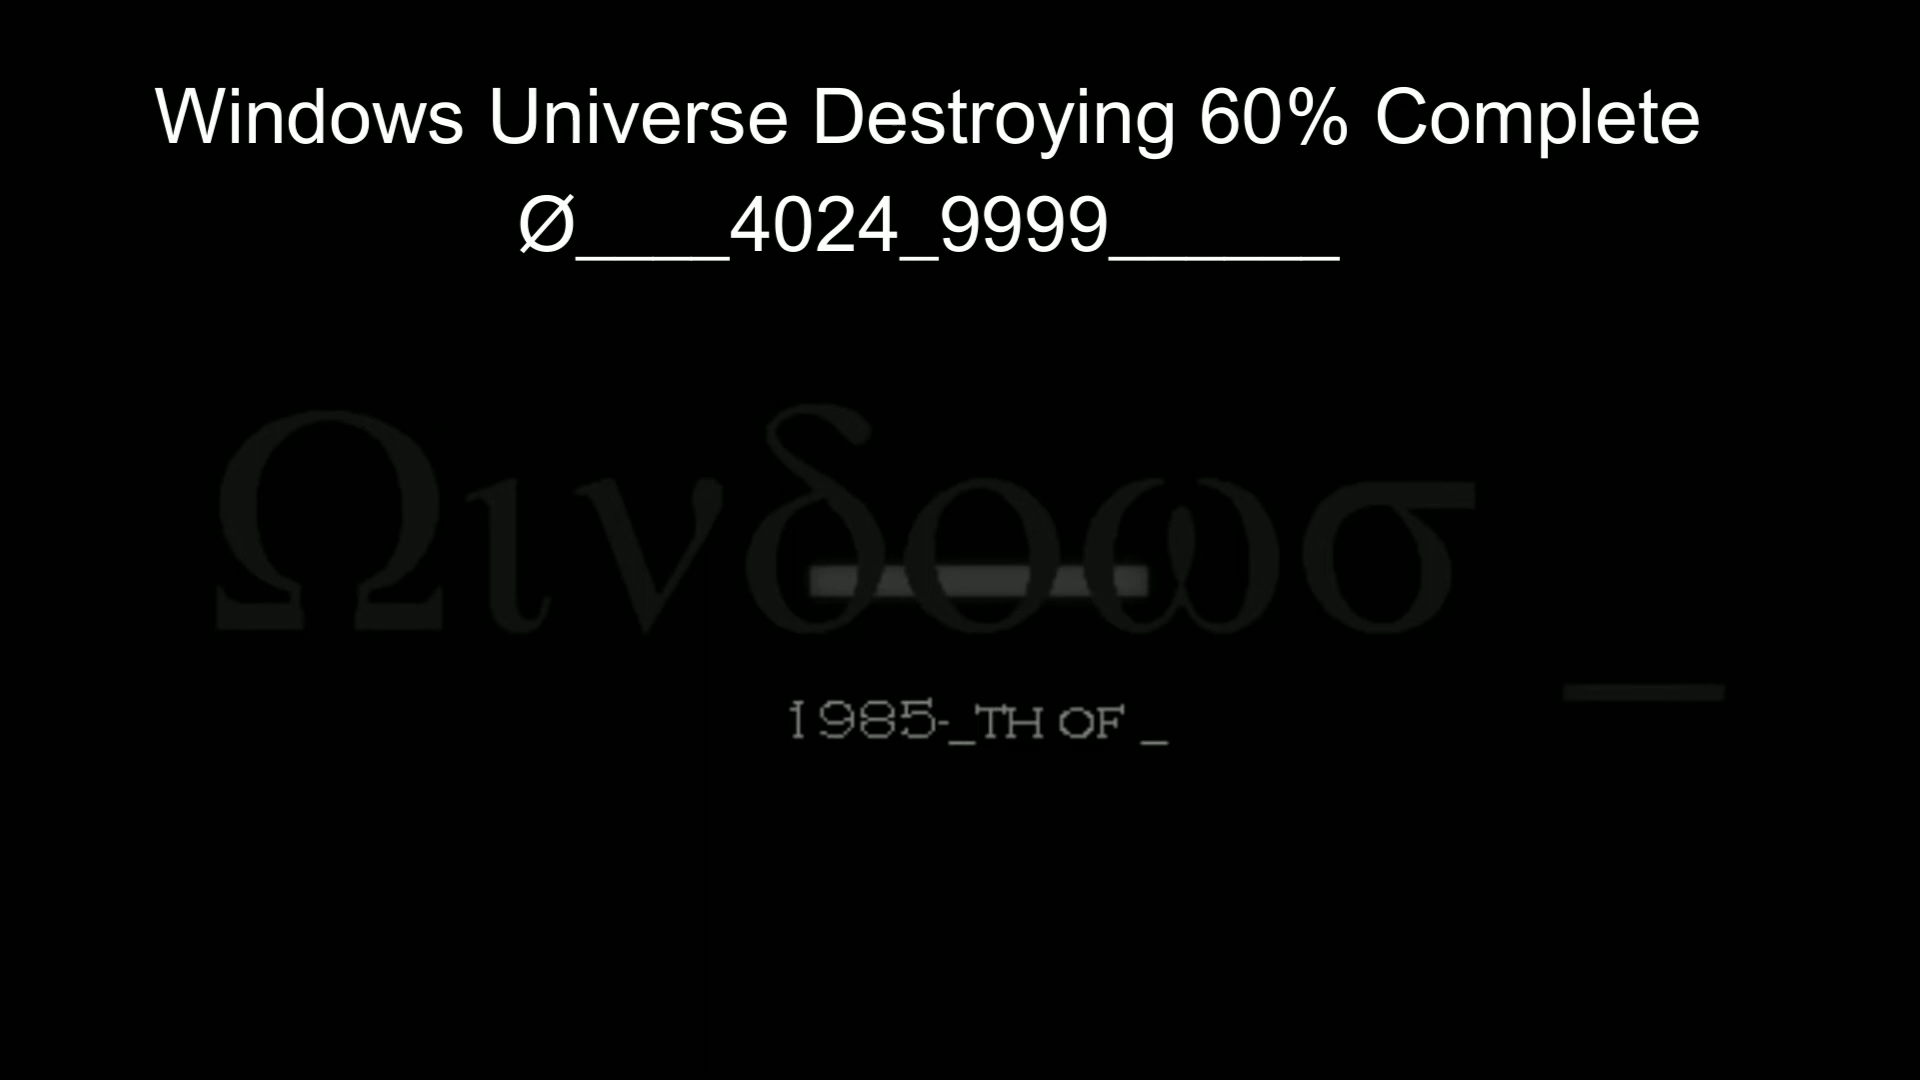 Windows Universe Destroying 60% Complete
Ø____4024_9999______
Ωινδοωσ _
1985-_TH OF _